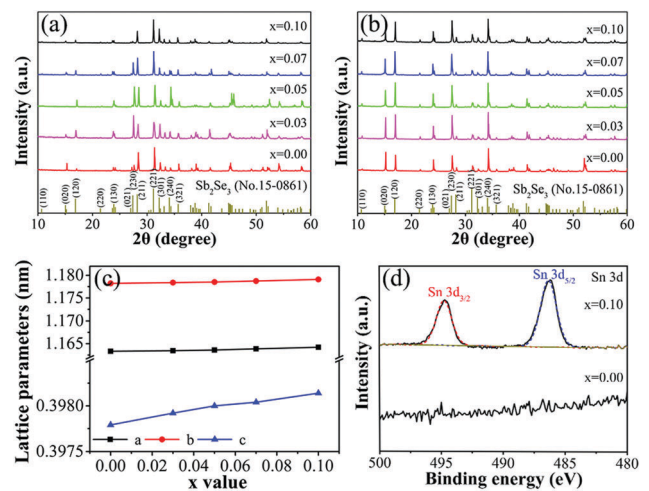 (a)
x=0.10
x=0.07
x=0.05
x=0.03
x=0.00
Sb2Se3 (No.15-0861)
(110)
(020)
(120)
(220)
(130)
(021)
(230)
(211)
(221)
(301)
(240)
(321)
Intensity (a.u.)
10 20 30 40 50 60
2θ (degree)
(b)
x=0.10
x=0.07
x=0.05
x=0.03
x=0.00
Sb2Se3 (No.15-0861)
(110)
(020)
(120)
(220)
(130)
(021)
(230)
(211)
(221)
(301)
(240)
(321)
Intensity (a.u.)
10 20 30 40 50 60
2θ (degree)
(c)
Lattice parameters (nm)
1.180
1.175
1.165
0.3980
0.3975
a b c
0.00 0.02 0.04 0.06 0.08 0.10
x value
(d)
Sn 3d
Sn 3d3/2
Sn 3d5/2
x=0.10
x=0.00
Intensity (a.u.)
500 495 490 485 480
Binding energy (eV)